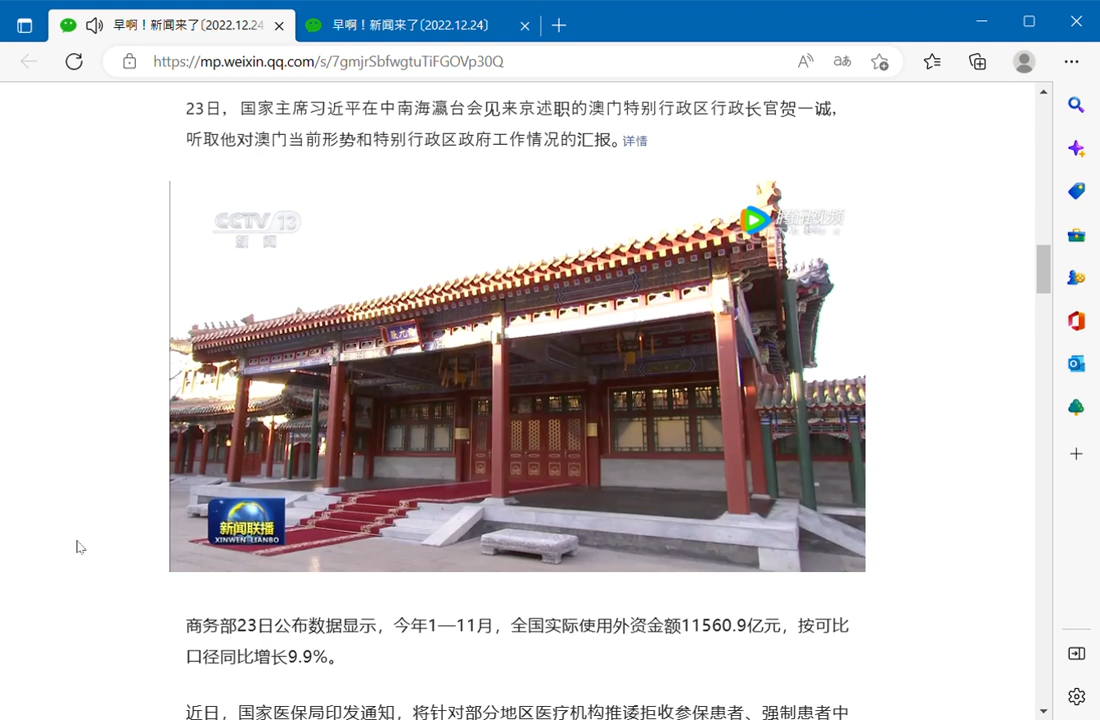 早啊！新闻来了〔2022.12.24
早啊！新闻来了〔2022.12.24〕
https://mp.weixin.qq.com/s/7gmjrSbfwgtuTiFGOVp30Q
23日，国家主席习近平在中南海瀛台会见来京述职的澳门特别行政区行政长官贺一诚，
听取他对澳门当前形势和特别行政区政府工作情况的汇报。详情
CCTV 13
新闻
腾讯视频
新闻联播
XINWEN LIANBO
商务部23日公布数据显示，今年1—11月，全国实际使用外资金额11560.9亿元，按可比
口径同比增长9.9%。
近日，国家医保局印发通知，将针对部分地区医疗机构推诿拒收参保患者、强制患者中